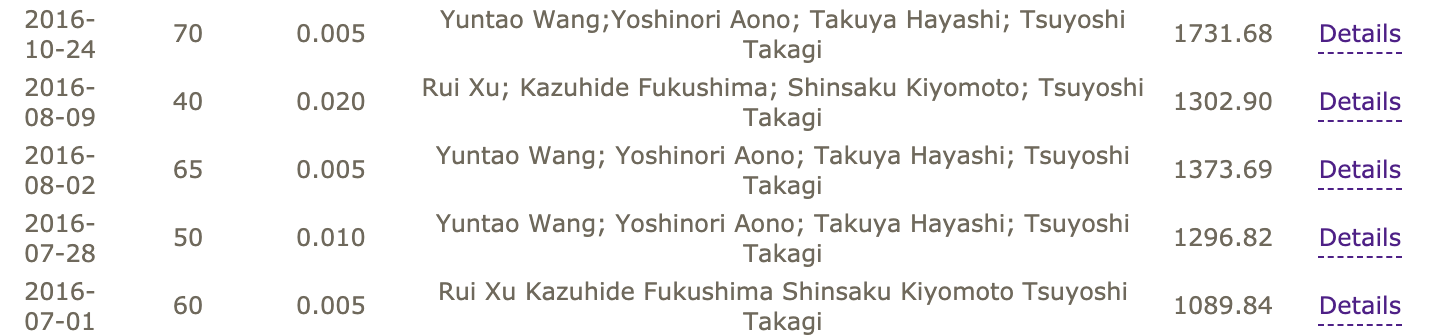 2016-
10-24 70 0.005 Yuntao Wang;Yoshinori Aono; Takuya Hayashi; Tsuyoshi
Takagi 1731.68 Details
2016-
08-09 40 0.020 Rui Xu; Kazuhide Fukushima; Shinsaku Kiyomoto; Tsuyoshi
Takagi 1302.90 Details
2016-
08-02 65 0.005 Yuntao Wang; Yoshinori Aono; Takuya Hayashi; Tsuyoshi
Takagi 1373.69 Details
2016-
07-28 50 0.010 Yuntao Wang; Yoshinori Aono; Takuya Hayashi; Tsuyoshi
Takagi 1296.82 Details
2016-
07-01 60 0.005 Rui Xu Kazuhide Fukushima Shinsaku Kiyomoto Tsuyoshi
Takagi 1089.84 Details